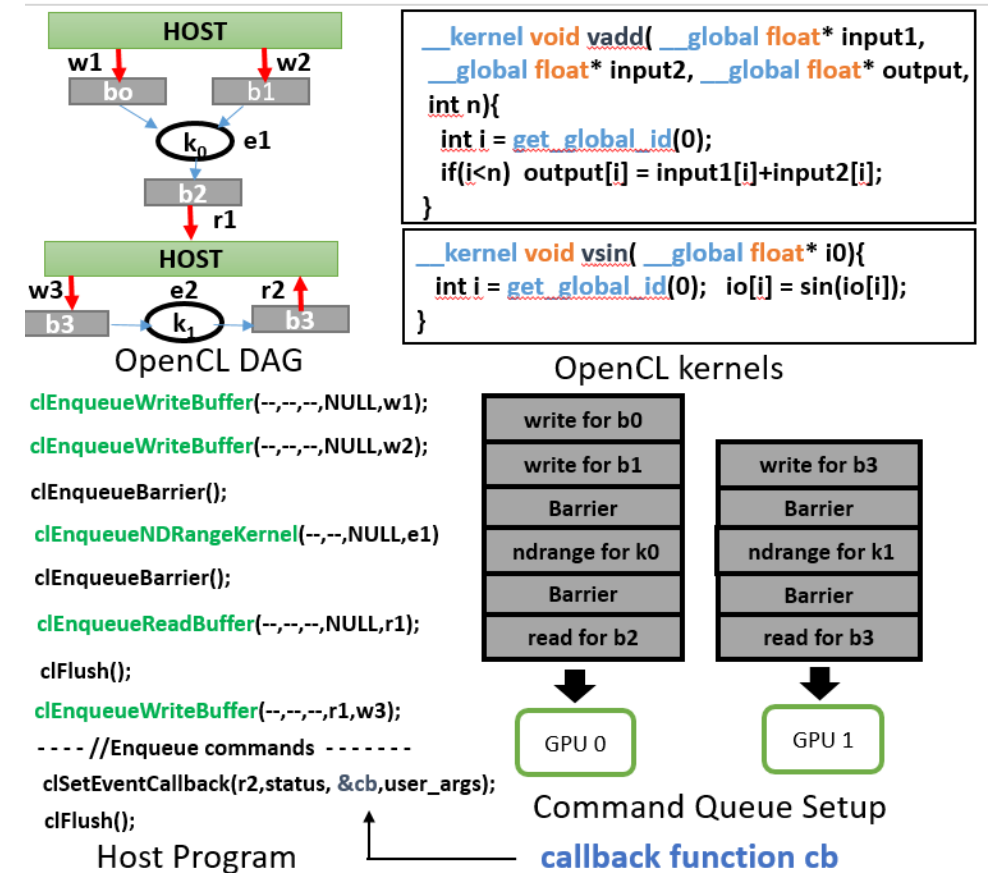 HOST
w1
w2
bo
b1
k0
e1
b2
r1
HOST
w3
e2
r2
b3
k1
b3
OpenCL DAG
__kernel void vadd( __global float* input1,
__global float* input2, __global float* output,
int n){
int i = get_global_id(0);
if(i<n) output[i] = input1[i]+input2[i];
}
__kernel void vsin( __global float* i0){
int i = get_global_id(0); io[i] = sin(io[i]);
}
OpenCL kernels
clEnqueueWriteBuffer(--,--,--,NULL,w1);
clEnqueueWriteBuffer(--,--,--,NULL,w2);
clEnqueueBarrier();
clEnqueueNDRangeKernel(--,--,NULL,e1)
clEnqueueBarrier();
clEnqueueReadBuffer(--,--,--,NULL,r1);
clFlush();
clEnqueueWriteBuffer(--,--,--,r1,w3);
- - - - //Enqueue commands - - - - - - -
clSetEventCallback(r2,status, &cb,user_args);
clFlush();
Host Program
write for b0
write for b1
Barrier
ndrange for k0
Barrier
read for b2
GPU 0
write for b3
Barrier
ndrange for k1
Barrier
read for b3
GPU 1
Command Queue Setup
callback function cb